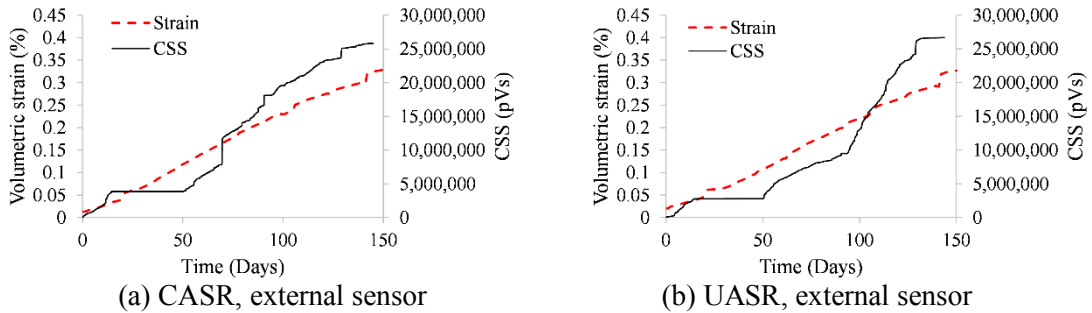 0.45
0.4
0.35
0.3
0.25
0.2
0.15
0.1
0.05
0
Volumetric strain (%)
Strain
CSS
30,000,000
25,000,000
20,000,000
15,000,000
10,000,000
5,000,000
0
CSS (pVs)
0 50 100 150
Time (Days)
(a) CASR, external sensor
0.45
0.4
0.35
0.3
0.25
0.2
0.15
0.1
0.05
0
Volumetric strain (%)
Strain
CSS
30,000,000
25,000,000
20,000,000
15,000,000
10,000,000
5,000,000
0
CSS (pVs)
0 50 100 150
Time (Days)
(b) UASR, external sensor